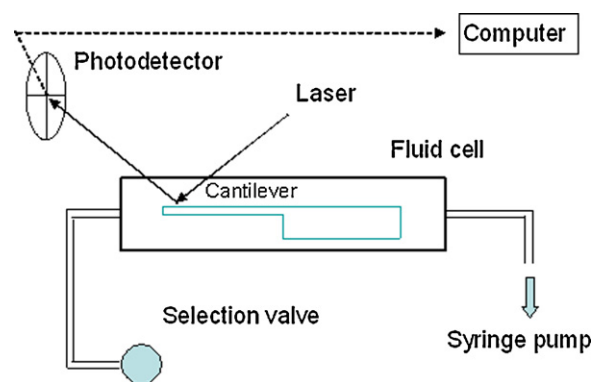 Computer
Photodetector
Laser
Fluid cell
Cantilever
Selection valve
Syringe pump